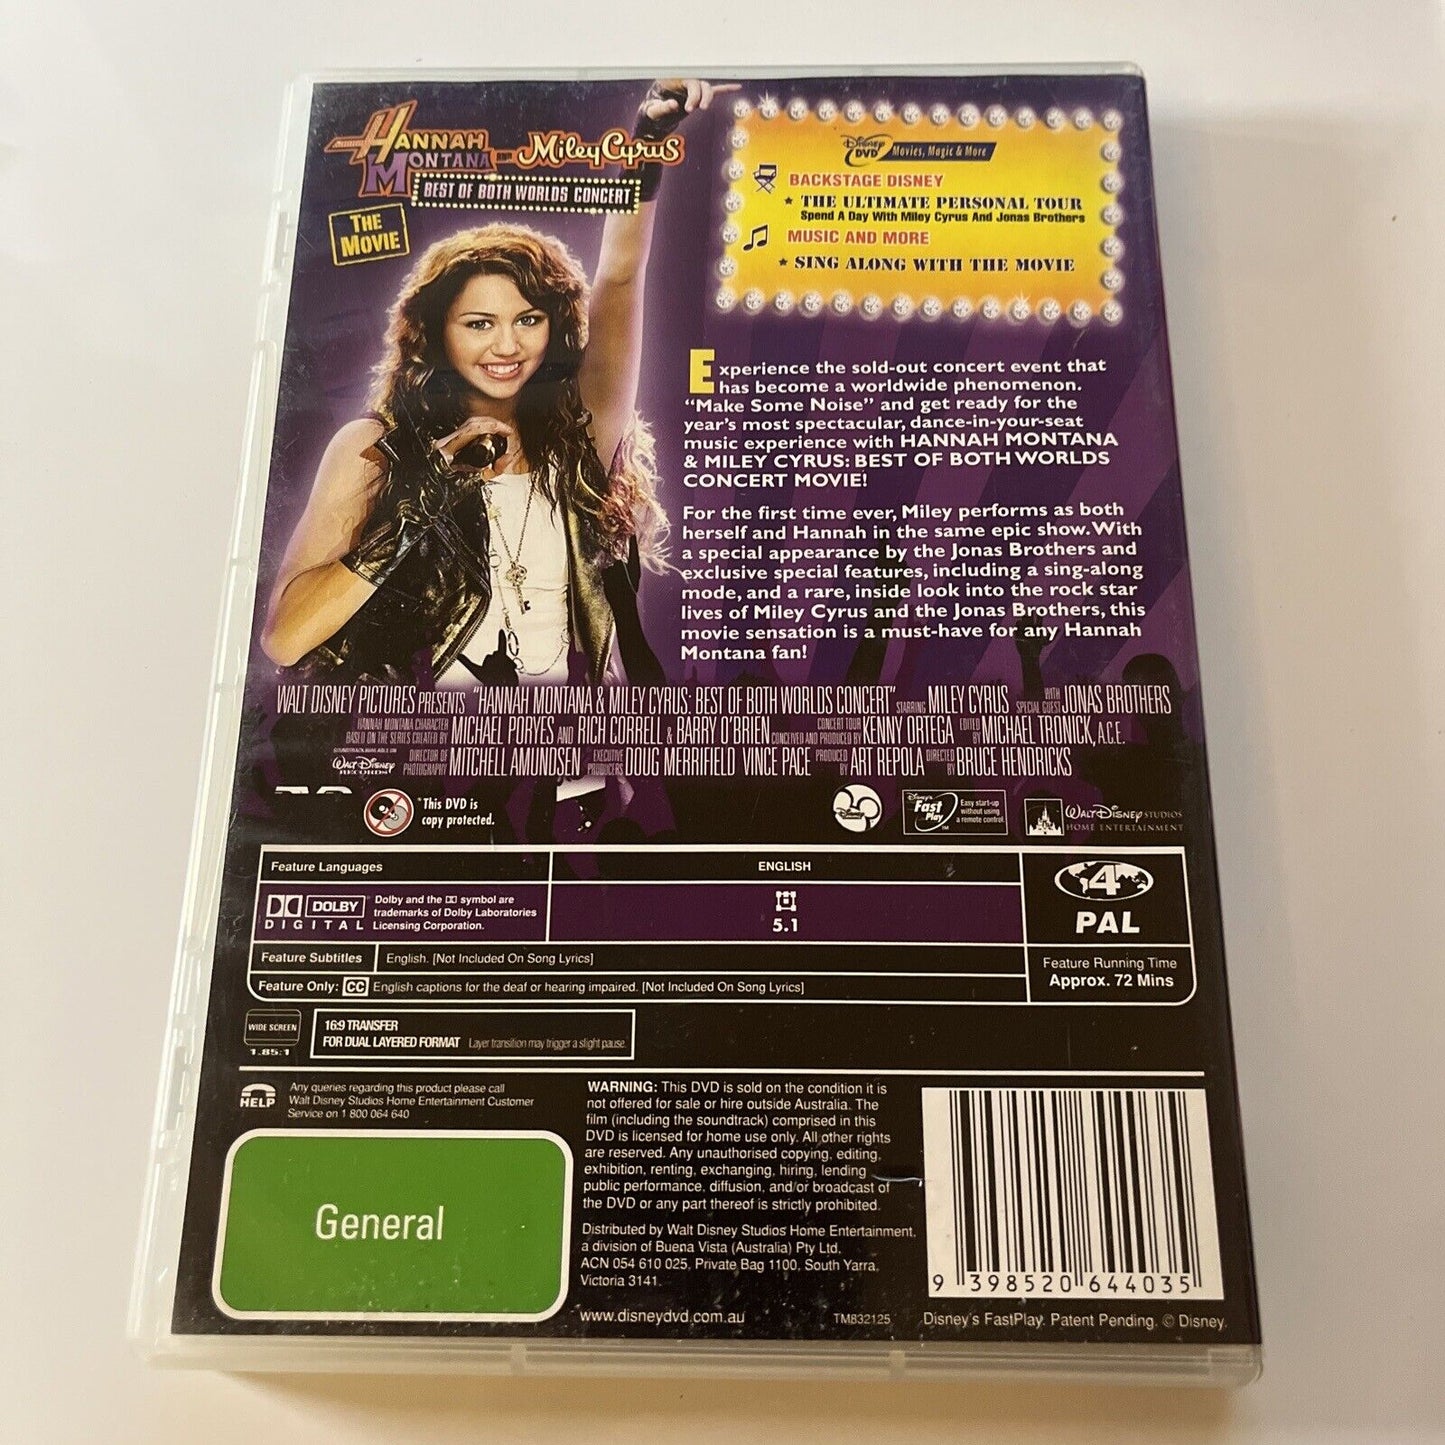 HANNAH MONTANA Miley Cyrus
BEST OF BOTH WORLDS CONCERT
THE MOVIE
Disney DVD Movies, Magic & More
BACKSTAGE DISNEY
★ THE ULTIMATE PERSONAL TOUR
Spend A Day With Miley Cyrus And Jonas Brothers
MUSIC AND MORE
★ SING ALONG WITH THE MOVIE
Experience the sold-out concert event that
has become a worldwide phenomenon.
“Make Some Noise” and get ready for the
year’s most spectacular, dance-in-your-seat
music experience with HANNAH MONTANA
& MILEY CYRUS: BEST OF BOTH WORLDS
CONCERT MOVIE!
For the first time ever, Miley performs as both
herself and Hannah in the same epic show. With
a special appearance by the Jonas Brothers and
exclusive special features, including a sing-along
mode, and a rare, inside look into the rock star
lives of Miley Cyrus and the Jonas Brothers, this
movie sensation is a must-have for any Hannah
Montana fan!
WALT DISNEY PICTURES PRESENTS “HANNAH MONTANA & MILEY CYRUS: BEST OF BOTH WORLDS CONCERT” STARRING MILEY CYRUS WITH SPECIAL GUEST JONAS BROTHERS
HANNAH MONTANA CHARACTER BASED ON THE SERIES CREATED BY MICHAEL PORYES AND RICH CORRELL & BARRY O’BRIEN CONCERT TOUR CONCEIVED AND PRODUCED BY KENNY ORTEGA EDITED BY MICHAEL TRONICK, A.C.E.
SOUNDTRACK AVAILABLE ON WALT DISNEY RECORDS DIRECTOR OF PHOTOGRAPHY MITCHELL AMUNDSEN EXECUTIVE PRODUCERS DOUG MERRIFIELD VINCE PACE PRODUCED BY ART REPOLA DIRECTED BY BRUCE HENDRICKS
This DVD is
copy protected.
Disney's Fast Play TM
Easy start-up
without using
a remote control.
WALT DISNEY STUDIOS
HOME ENTERTAINMENT
Feature Languages ENGLISH
DOLBY DIGITAL
Dolby and the DD symbol are
trademarks of Dolby Laboratories
Licensing Corporation.
5.1
4
PAL
Feature Subtitles English. [Not Included On Song Lyrics]
Feature Running Time
Approx. 72 Mins
Feature Only: CC English captions for the deaf or hearing impaired. [Not Included On Song Lyrics]
WIDE SCREEN
1.85:1
16:9 TRANSFER
FOR DUAL LAYERED FORMAT Layer transition may trigger a slight pause.
HELP
Any queries regarding this product please call
Walt Disney Studios Home Entertainment Customer
Service on 1 800 064 640
General
WARNING: This DVD is sold on the condition it is
not offered for sale or hire outside Australia. The
film (including the soundtrack) comprised in this
DVD is licensed for home use only. All other rights
are reserved. Any unauthorised copying, editing,
exhibition, renting, exchanging, hiring, lending
public performance, diffusion, and/or broadcast of
the DVD or any part thereof is strictly prohibited.
Distributed by Walt Disney Studios Home Entertainment,
a division of Buena Vista (Australia) Pty Ltd.
ACN 054 610 025, Private Bag 1100, South Yarra,
Victoria 3141.
www.disneydvd.com.au
TM832125
9 398520 644035
Disney's FastPlay. Patent Pending. © Disney.